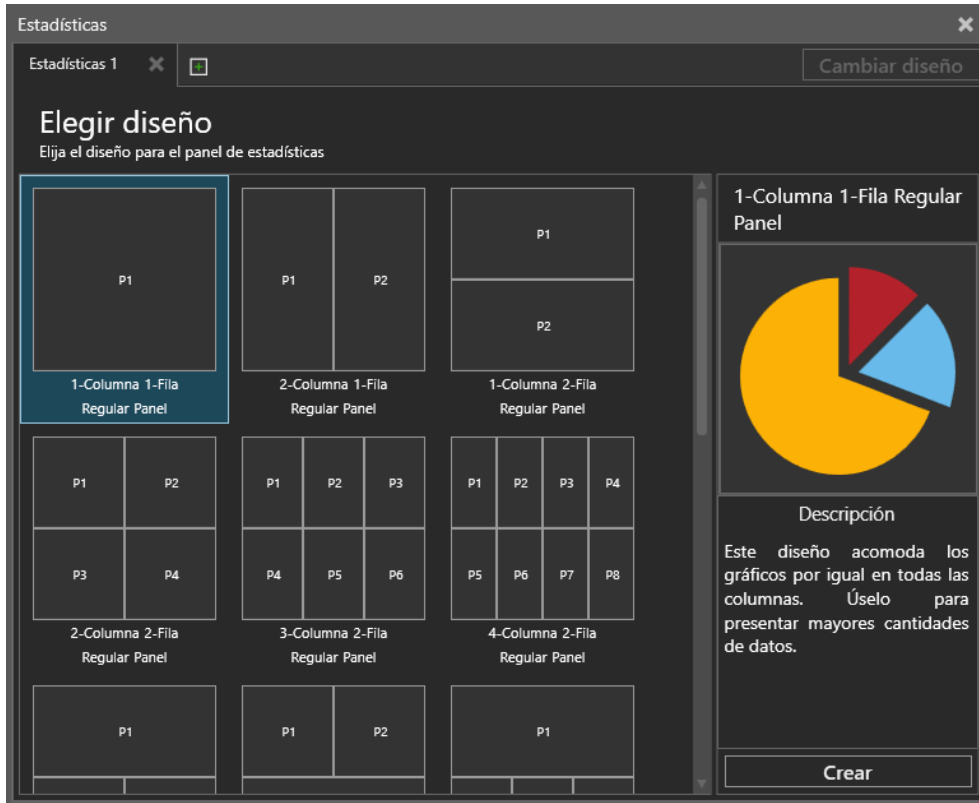 Estadísticas
Estadísticas 1
Cambiar diseño
Elegir diseño
Elija el diseño para el panel de estadísticas
P1
1-Columna 1-Fila
Regular Panel
P1 P2
2-Columna 1-Fila
Regular Panel
P1
P2
1-Columna 2-Fila
Regular Panel
P1 P2
P3 P4
2-Columna 2-Fila
Regular Panel
P1 P2 P3
P4 P5 P6
3-Columna 2-Fila
Regular Panel
P1 P2 P3 P4
P5 P6 P7 P8
4-Columna 2-Fila
Regular Panel
P1
P1 P2
P1
1-Columna 1-Fila Regular
Panel
Descripción
Este diseño acomoda los
gráficos por igual en todas las
columnas. Úselo para
presentar mayores cantidades
de datos.
Crear